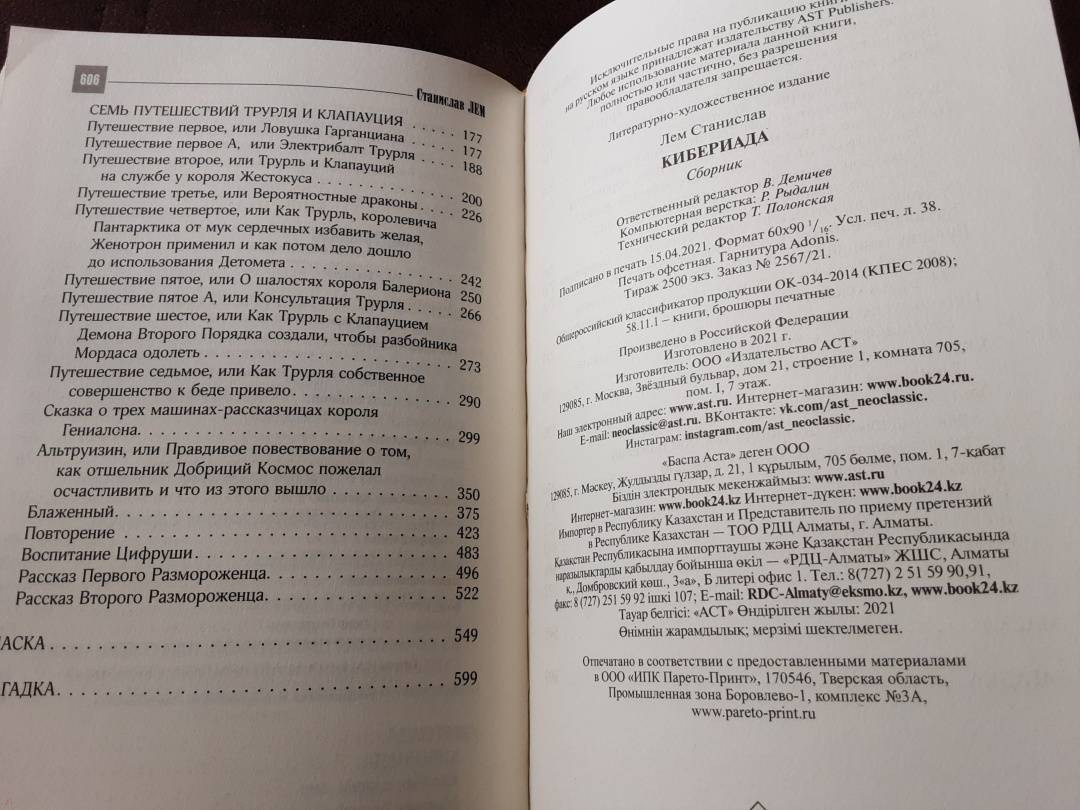 606
Станислав ЛЕМ
СЕМЬ ПУТЕШЕСТВИЙ ТРУРЛЯ И КЛАПАУЦИЯ . . . . . 177
Путешествие первое, или Ловушка Гарганциана . . . . . 177
Путешествие первое А, или Электрибалт Трурля . . . . 188
Путешествие второе, или Трурль и Клапауций
на службе у короля Жестокуса . . . . . . . . . . . . . . . 200
Путешествие третье, или Вероятностные драконы . . . . 226
Путешествие четвертое, или Как Трурль, королевича
Пантарктика от мук сердечных избавить желая,
Женотрон применил и как потом дело дошло
до использования Детомета . . . . . . . . . . . . . . . . . 242
Путешествие пятое, или О шалостях короля Балериона 250
Путешествие пятое А, или Консультация Трурля . . . . . 266
Путешествие шестое, или Как Трурль с Клапауцием
Демона Второго Порядка создали, чтобы разбойника
Мордаса одолеть . . . . . . . . . . . . . . . . . . . . . . . . . 273
Путешествие седьмое, или Как Трурля собственное
совершенство к беде привело . . . . . . . . . . . . . . . . 290
Сказка о трех машинах-рассказчицах короля
Гениалона . . . . . . . . . . . . . . . . . . . . . . . . . . . . . 299
Альтруизин, или Правдивое повествование о том,
как отшельник Добриций Космос пожелал
осчастливить и что из этого вышло . . . . . . . . . . . . 350
Блаженный . . . . . . . . . . . . . . . . . . . . . . . . . . . . . 375
Повторение . . . . . . . . . . . . . . . . . . . . . . . . . . . . . 423
Воспитание Цифруши . . . . . . . . . . . . . . . . . . . . . . 483
Рассказ Первого Размороженца . . . . . . . . . . . . . . . . 496
Рассказ Второго Размороженца . . . . . . . . . . . . . . . . 522
АСКА . . . . . . . . . . . . . . . . . . . . . . . . . . . . . . . . . 549
ГАДКА . . . . . . . . . . . . . . . . . . . . . . . . . . . . . . . . 599
Исключительные права на публикацию книги
на русском языке принадлежат издательству AST Publishers.
Любое использование материала данной книги,
полностью или частично, без разрешения
правообладателя запрещается.
Литературно-художественное издание
Лем Станислав
КИБЕРИАДА
Сборник
Ответственный редактор В. Демичев
Компьютерная верстка: Р. Рыдалин
Технический редактор Т. Полонская
Подписано в печать 15.04.2021. Формат 60х90 1/16. Усл. печ. л. 38.
Печать офсетная. Гарнитура Adonis.
Тираж 2500 экз. Заказ № 2567/21.
Общероссийский классификатор продукции ОК-034-2014 (КПЕС 2008);
58.11.1 – книги, брошюры печатные
Произведено в Российской Федерации
Изготовлено в 2021 г.
Изготовитель: ООО «Издательство АСТ»
129085, г. Москва, Звёздный бульвар, дом 21, строение 1, комната 705,
пом. I, 7 этаж.
Наш электронный адрес: www.ast.ru. Интернет-магазин: www.book24.ru.
E-mail: neoclassic@ast.ru. ВКонтакте: vk.com/ast_neoclassic.
Инстаграм: instagram.com/ast_neoclassic.
«Баспа Аста» деген ООО
129085, г. Мәскеу, Жулдызды гүлзар, д. 21, 1 құрылым, 705 бөлме, пом. 1, 7-қабат
Біздін злектрондык мекенжаймыз: www.ast.ru
Интернет-магазин: www.book24.kz Интернет-дүкен: www.book24.kz
Импортер в Республику Казахстан и Представитель по приему претензий
в Республике Казахстан — ТОО РДЦ Алматы, г. Алматы.
Қазақстан Республикасына импорттаушы және Қазақстан Республикасында
наразылықтарды қабылдау бойынша өкіл — «РДЦ-Алматы» ЖШС, Алматы
к., Домбровский көш., 3«а», Б литері офис 1. Тел.: 8(727) 2 51 59 90,91,
факс: 8 (727) 251 59 92 ішкі 107; E-mail: RDC-Almaty@eksmo.kz, www.book24.kz
Тауар белгісі: «АСТ» Өндірілген жылы: 2021
Өнімнін жарамдылык; мерзімі шектелмеген.
Отпечатано в соответствии с предоставленными материалами
в ООО «ИПК Парето-Принт», 170546, Тверская область,
Промышленная зона Боровлево-1, комплекс №3А,
www.pareto-print.ru